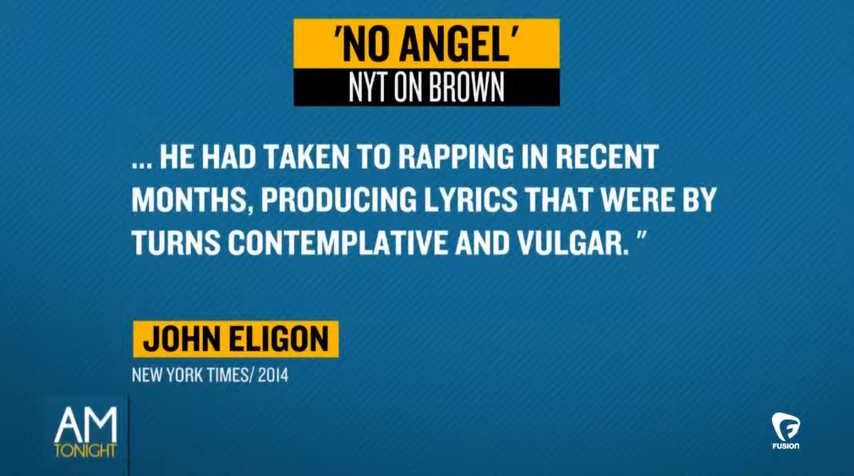 'NO ANGEL'
NYT ON BROWN
... HE HAD TAKEN TO RAPPING IN RECENT
MONTHS, PRODUCING LYRICS THAT WERE BY
TURNS CONTEMPLATIVE AND VULGAR. "
JOHN ELIGON
NEW YORK TIMES/ 2014
AM
TONIGHT
FUSION